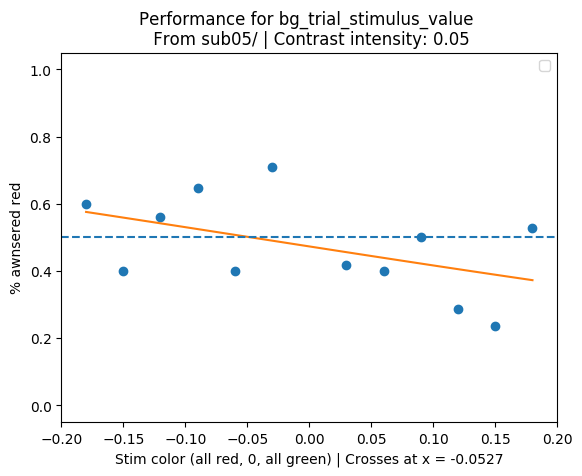 Performance for bg_trial_stimulus_value
From sub05/ | Contrast intensity: 0.05
% awnsered red
1.0
0.8
0.6
0.4
0.2
0.0
−0.20 −0.15 −0.10 −0.05 0.00 0.05 0.10 0.15 0.20
Stim color (all red, 0, all green) | Crosses at x = -0.0527